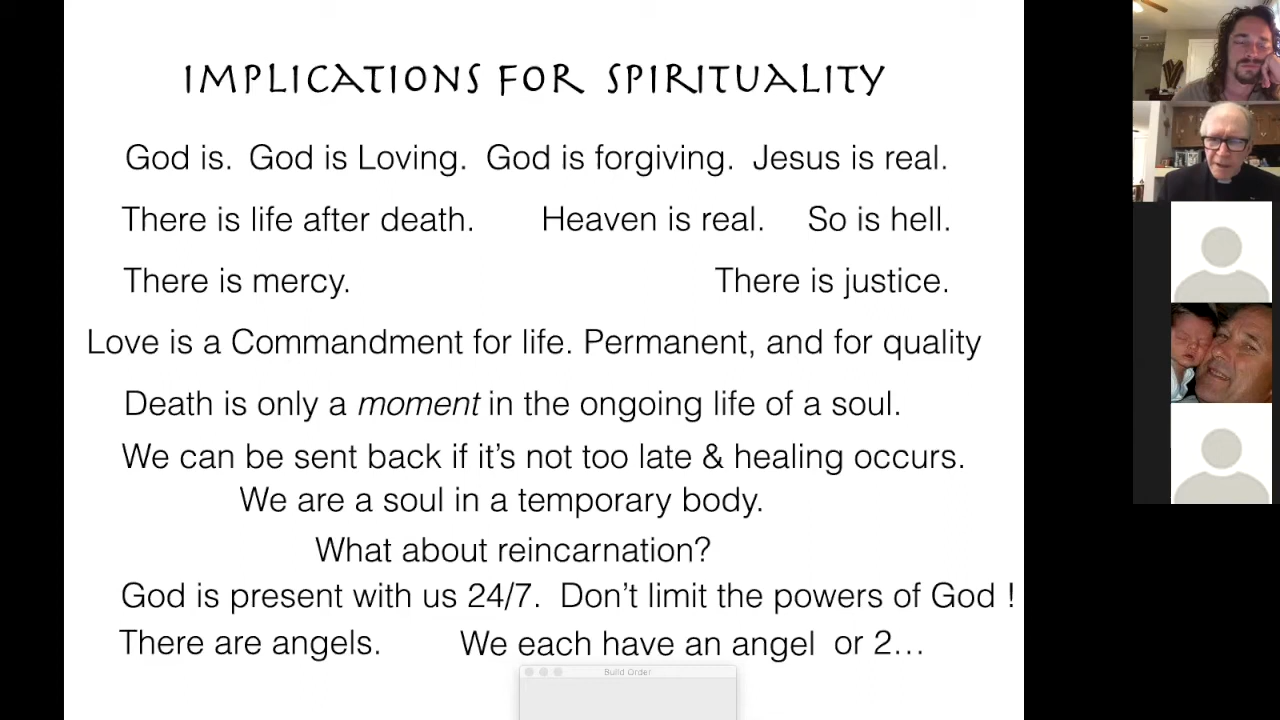 IMPLICATIONS FOR SPIRITUALITY
God is. God is Loving. God is forgiving. Jesus is real.
There is life after death. Heaven is real. So is hell.
There is mercy. There is justice.
Love is a Commandment for life. Permanent, and for quality
Death is only a moment in the ongoing life of a soul.
We can be sent back if it's not too late & healing occurs.
We are a soul in a temporary body.
What about reincarnation?
God is present with us 24/7. Don't limit the powers of God !
There are angels. We each have an angel or 2...
Build Order